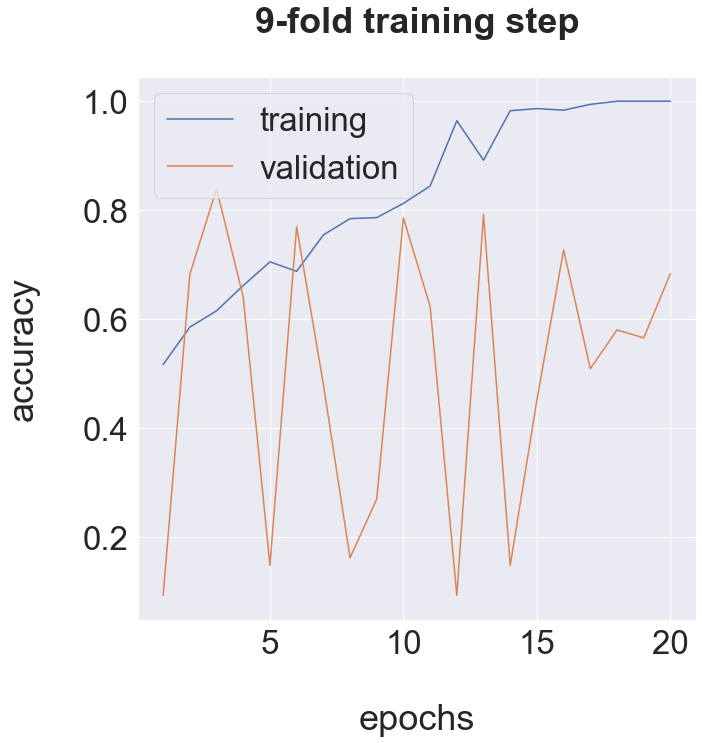 9-fold training step
1.0
0.8
0.6
0.4
0.2
training
validation
accuracy
5 10 15 20
epochs